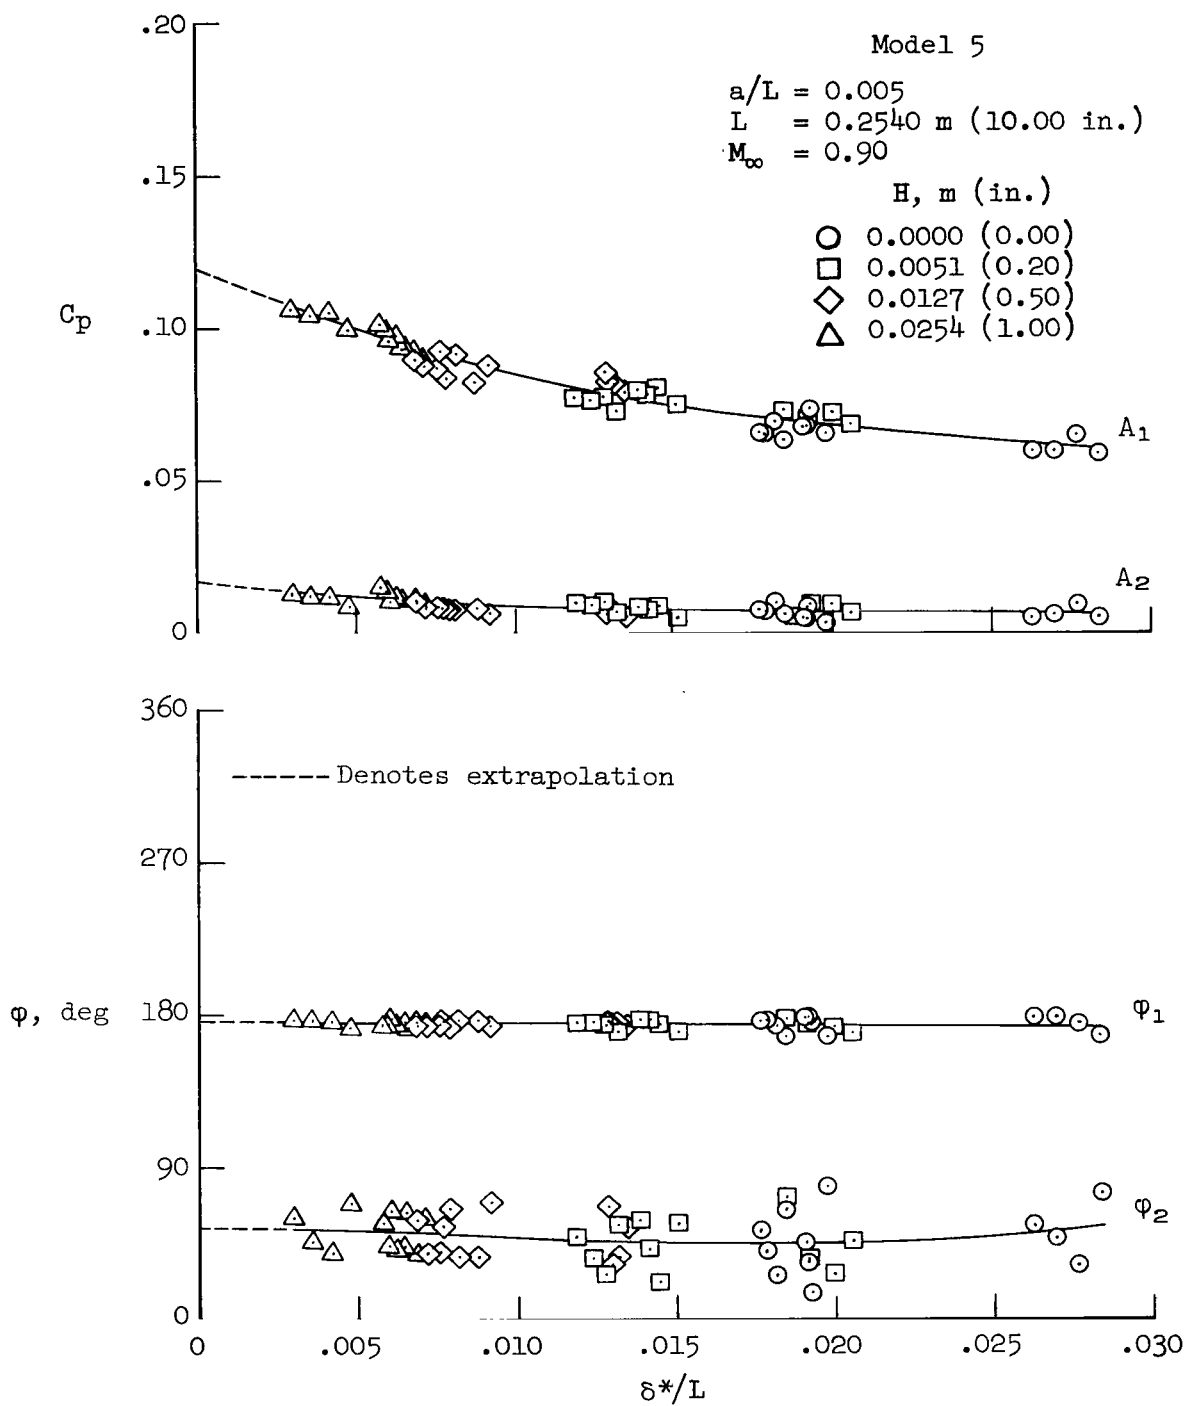 Model 5
a/L = 0.005
L = 0.2540 m (10.00 in.)
M∞ = 0.90
H, m (in.)
0.0000 (0.00)
0.0051 (0.20)
0.0127 (0.50)
0.0254 (1.00)
.20
.15
Cp
.10
.05
0
A1
A2
360
Denotes extrapolation
270
φ, deg
180
90
0
φ1
φ2
0 .005 .010 .015 .020 .025 .030
δ*/L